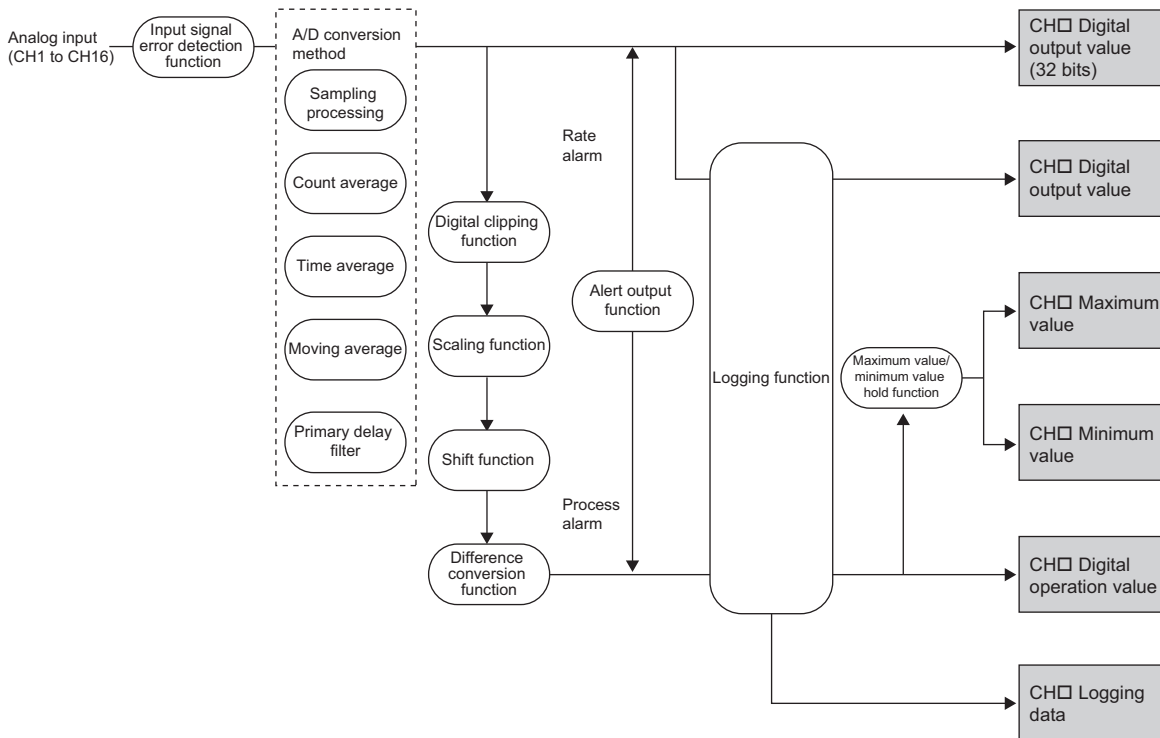 Analog input
(CH1 to CH16)
Input signal
error detection
function
A/D conversion
method
Sampling
processing
Count average
Time average
Moving average
Primary delay
filter
Digital clipping
function
Scaling function
Shift function
Difference
conversion
function
Rate
alarm
Alert output
function
Process
alarm
Logging function
Maximum value/
minimum value
hold function
CH□ Digital
output value
(32 bits)
CH□ Digital
output value
CH□ Maximum
value
CH□ Minimum
value
CH□ Digital
operation value
CH□ Logging
data